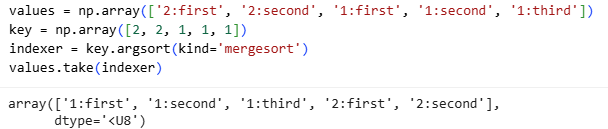 values = np.array(['2:first', '2:second', '1:first', '1:second', '1:third'])
key = np.array([2, 2, 1, 1, 1])
indexer = key.argsort(kind='mergesort')
values.take(indexer)
array(['1:first', '1:second', '1:third', '2:first', '2:second'],
      dtype='<U8')